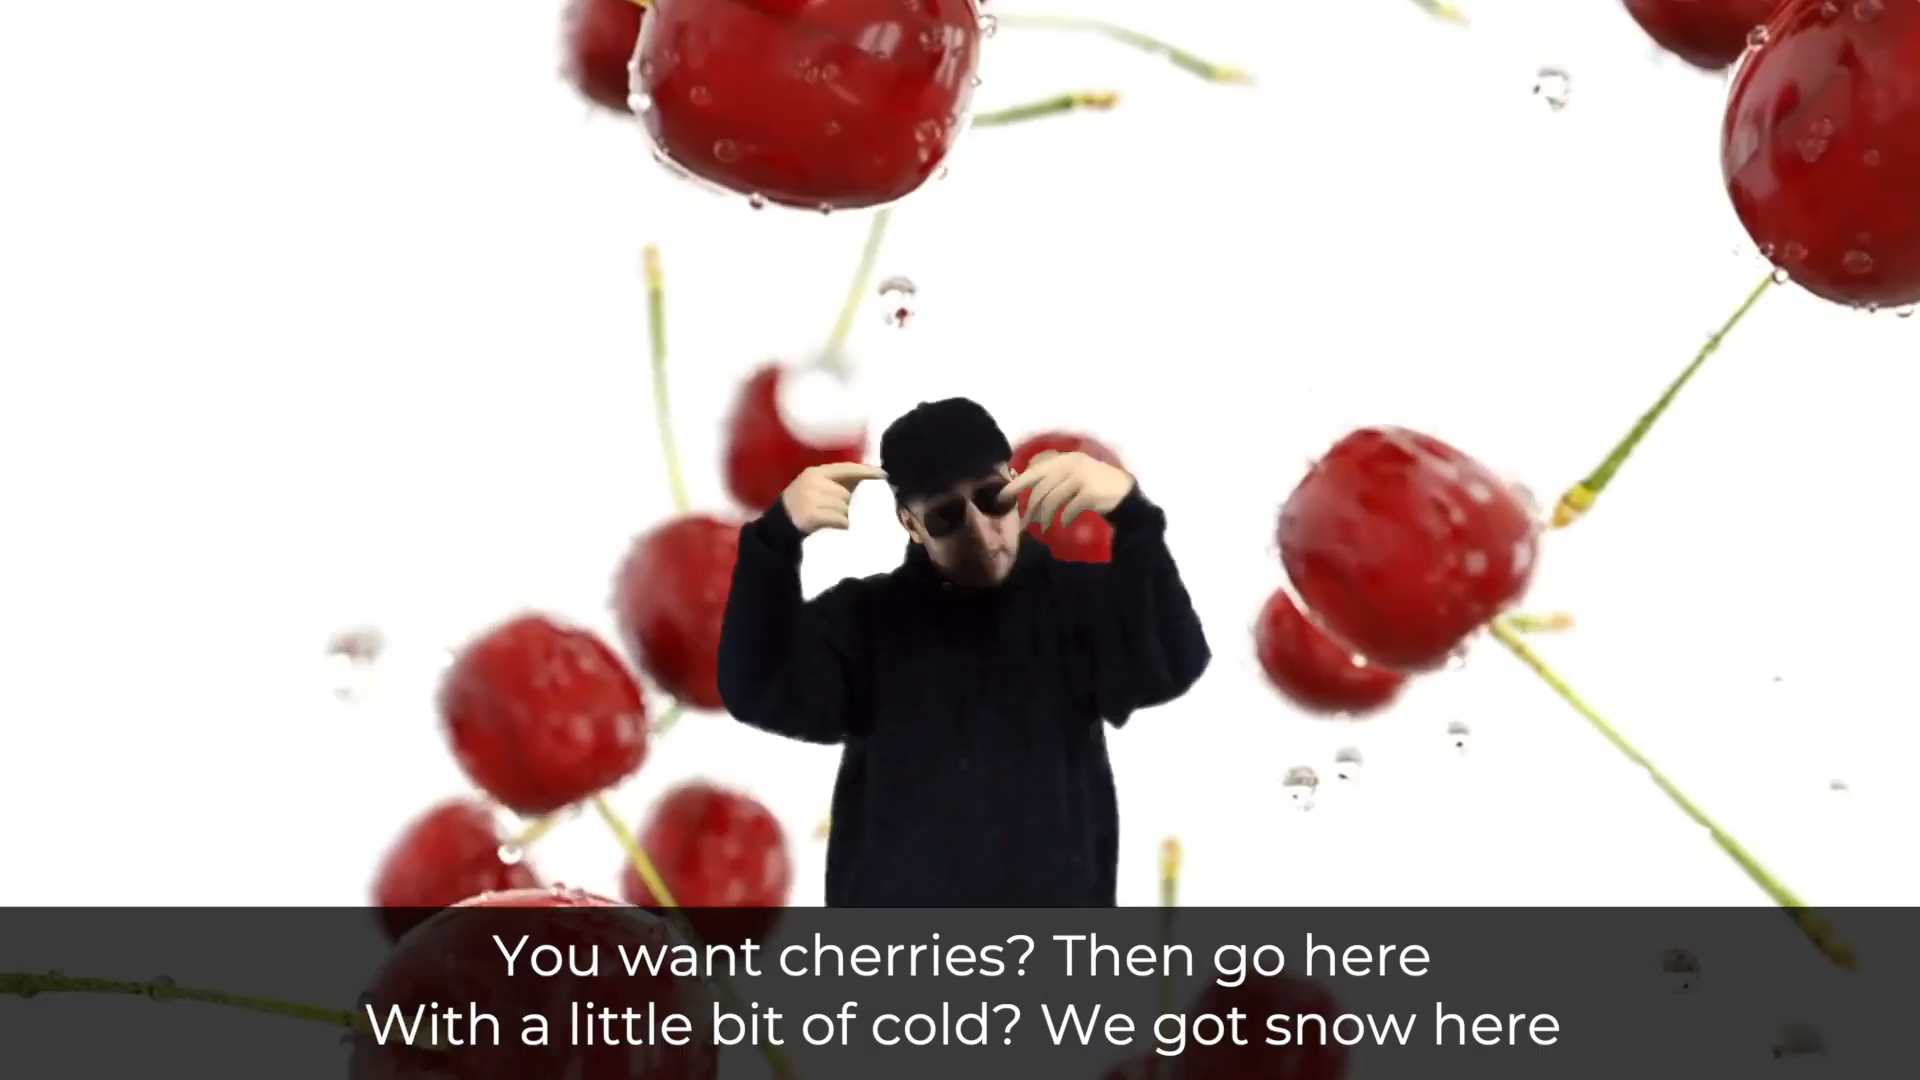 You want cherries? Then go here
With a little bit of cold? We got snow here